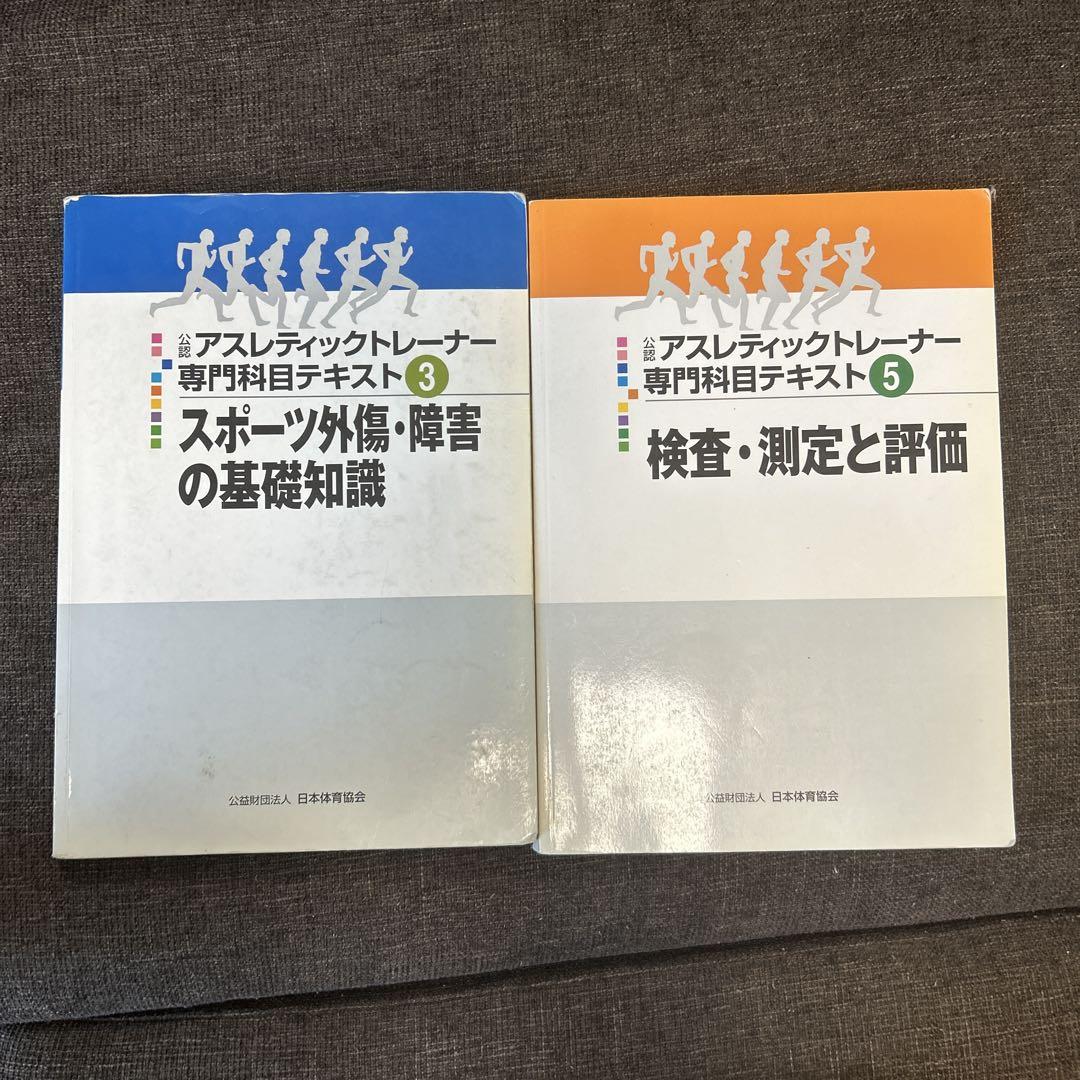 公認 アスレティックトレーナー
専門科目テキスト 3
スポーツ外傷・障害
の基礎知識
公益財団法人 日本体育協会
公認 アスレティックトレーナー
専門科目テキスト 5
検査・測定と評価
公益財団法人 日本体育協会